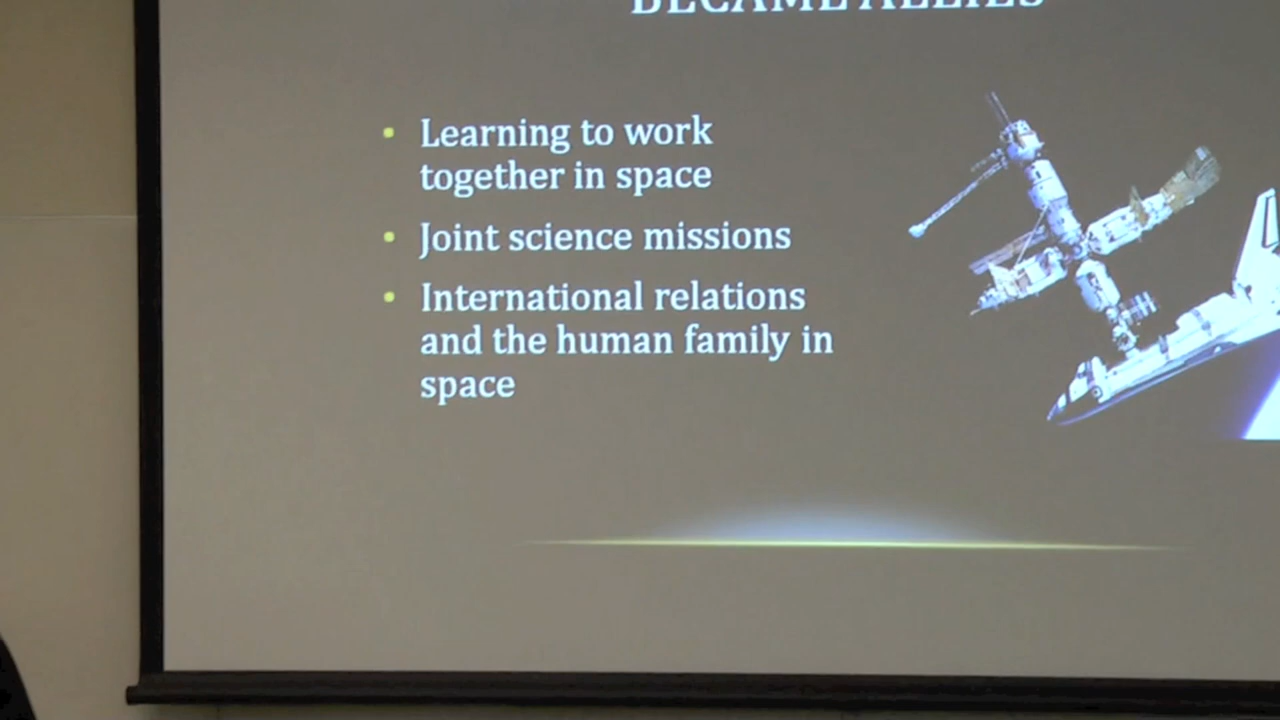 BECAME ALLIES
• Learning to work
together in space
• Joint science missions
• International relations
and the human family in
space